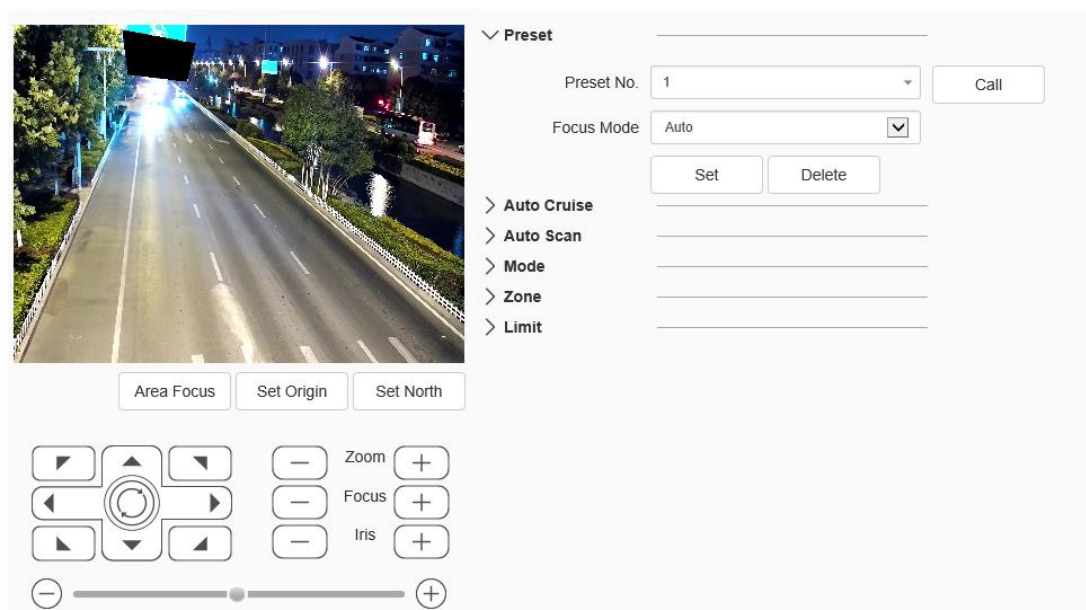 Preset
Preset No. 1 Call
Focus Mode Auto
Set Delete
Auto Cruise
Auto Scan
Mode
Zone
Limit
Area Focus Set Origin Set North
Zoom
Focus
Iris